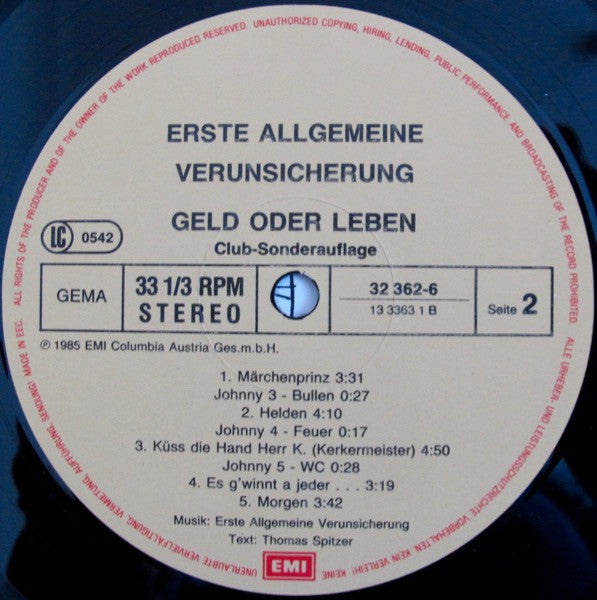 ERSTE ALLGEMEINE
VERUNSICHERUNG
GELD ODER LEBEN
Club-Sonderauflage
LC 0542
GEMA
33 1/3 RPM
STEREO
32 362-6
13 3363 1 B
Seite 2
℗ 1985 EMI Columbia Austria Ges.m.b.H.
1. Märchenprinz 3:31
Johnny 3 - Bullen 0:27
2. Helden 4:10
Johnny 4 - Feuer 0:17
3. Küss die Hand Herr K. (Kerkermeister) 4:50
Johnny 5 - WC 0:28
4. Es g'winnt a jeder . . . 3:19
5. Morgen 3:42
Musik: Erste Allgemeine Verunsicherung
Text: Thomas Spitzer
EMI
ALL RIGHTS OF THE PRODUCER AND OF THE OWNER OF THE WORK REPRODUCED RESERVED. UNAUTHORIZED COPYING, HIRING, LENDING, PUBLIC PERFORMANCE AND BROADCASTING OF THE RECORD PROHIBITED. ALLE URHEBER- UND LEISTUNGSSCHUTZRECHTE VORBEHALTEN. KEIN VERLEIH! KEINE UNERLAUBTE VERVIELFÄLTIGUNG, VERMIETUNG, AUFFÜHRUNG, SENDUNG! MADE IN EEC.